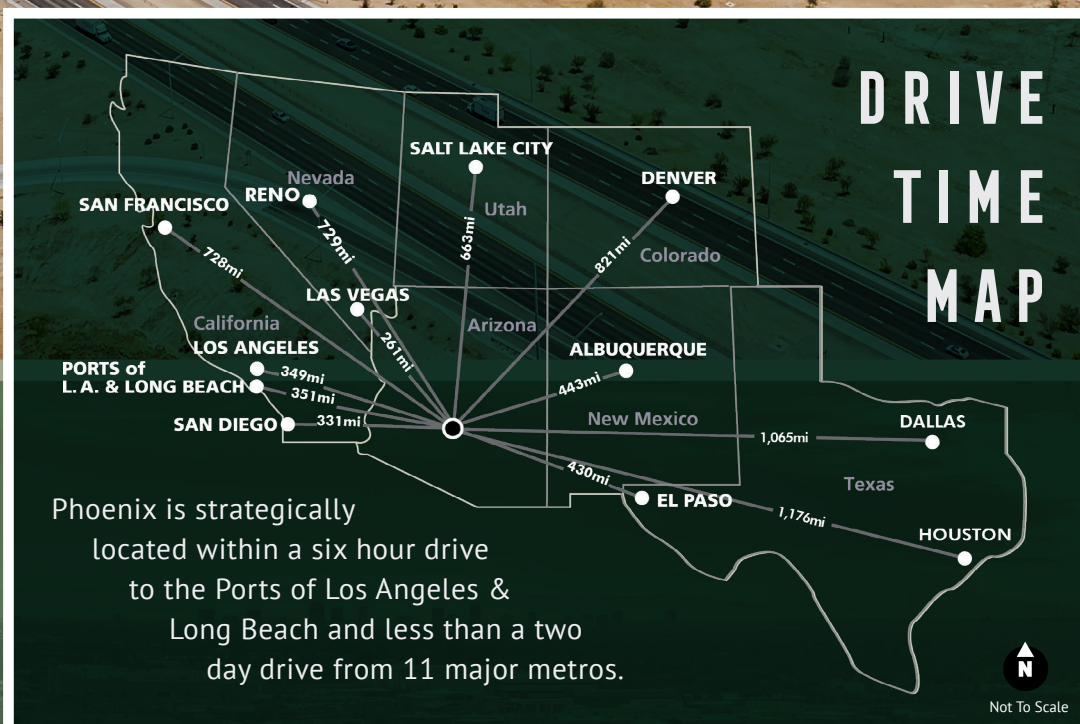 DRIVE
TIME
MAP
SALT LAKE CITY
DENVER
Nevada
RENO
SAN FRANCISCO
Utah
663mi
729mi
728mi
821mi
Colorado
LAS VEGAS
California
Arizona
261mi
LOS ANGELES
ALBUQUERQUE
PORTS of
L.A. & LONG BEACH
349mi
351mi
443mi
SAN DIEGO
331mi
New Mexico
DALLAS
1,065mi
430mi
Texas
EL PASO
1,176mi
HOUSTON
Phoenix is strategically
located within a six hour drive
to the Ports of Los Angeles &
Long Beach and less than a two
day drive from 11 major metros.
N
Not To Scale